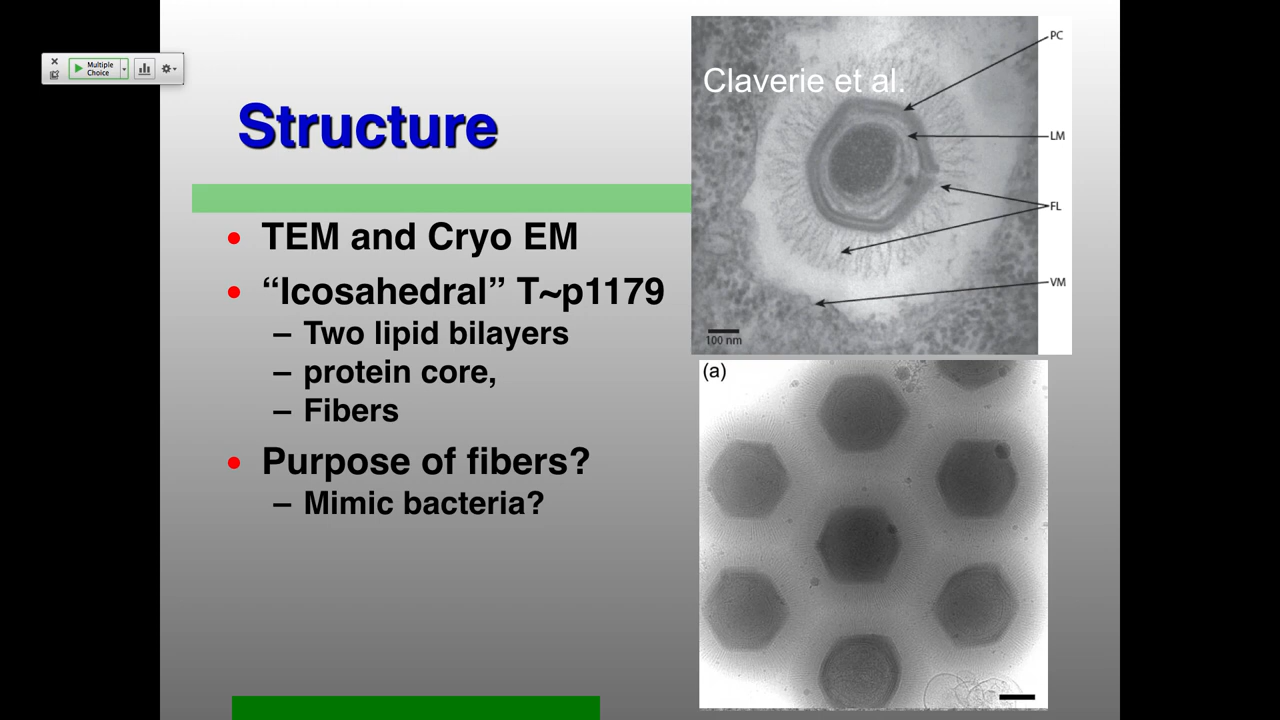 Multiple
Choice
Structure
Claverie et al.
PC
LM
FL
VM
100 nm
• TEM and Cryo EM
• “Icosahedral” T~p1179
– Two lipid bilayers
– protein core,
– Fibers
• Purpose of fibers?
– Mimic bacteria?
(a)